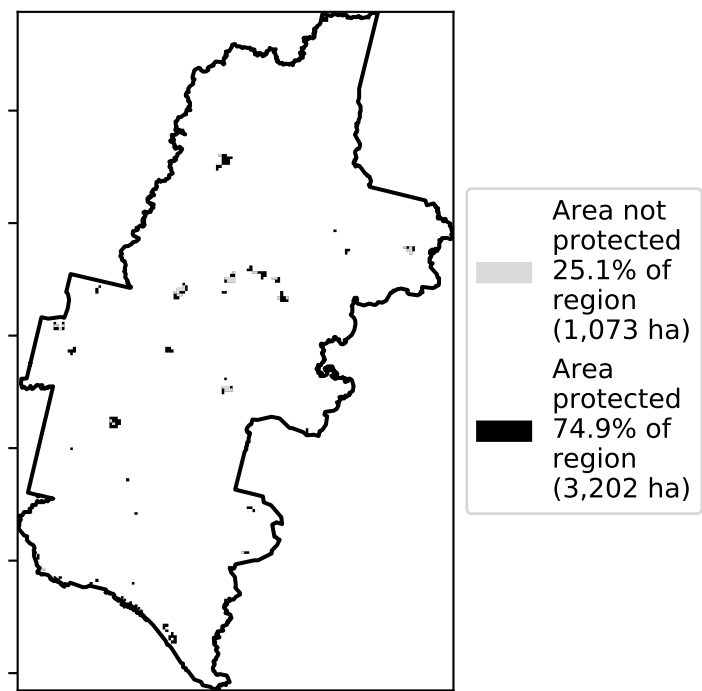 Area not
protected
25.1% of
region
(1,073 ha)
Area
protected
74.9% of
region
(3,202 ha)